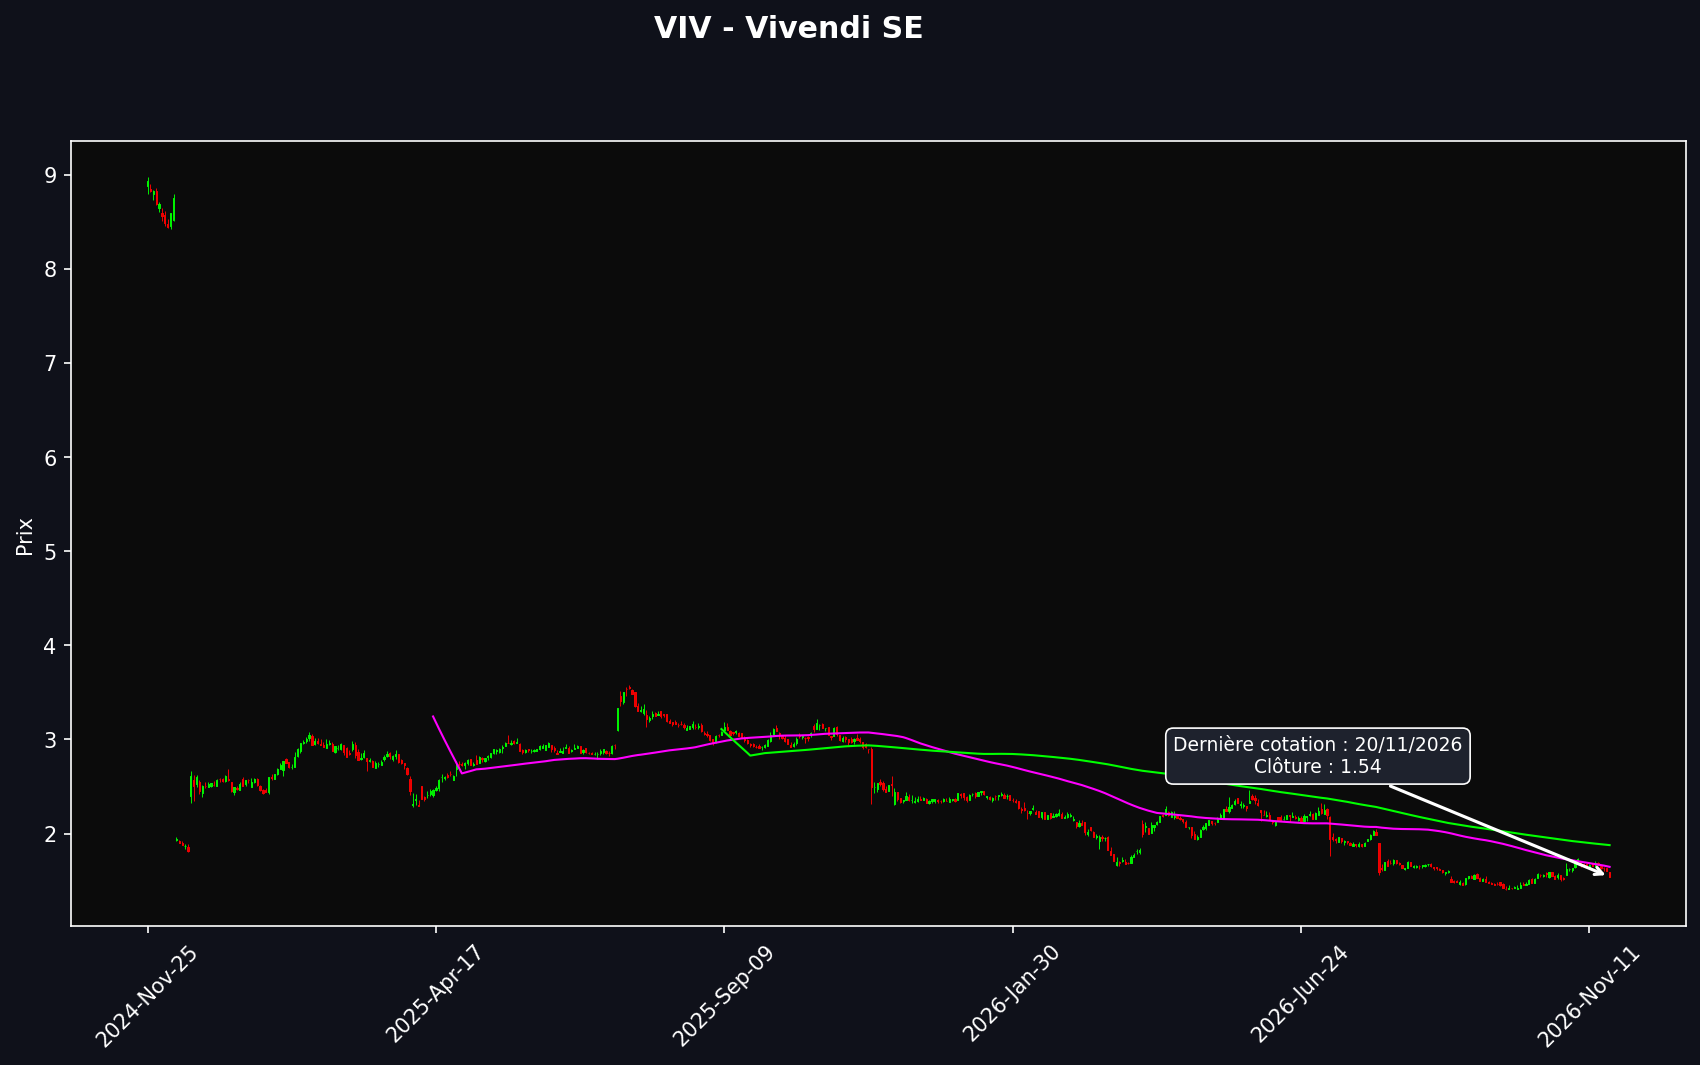 VIV - Vivendi SE
9
8
7
6
5
4
3
2
Prix
Dernière cotation : 20/11/2026
Clôture : 1.54
2024-Nov-25
2025-Apr-17
2025-Sep-09
2026-Jan-30
2026-Jun-24
2026-Nov-11